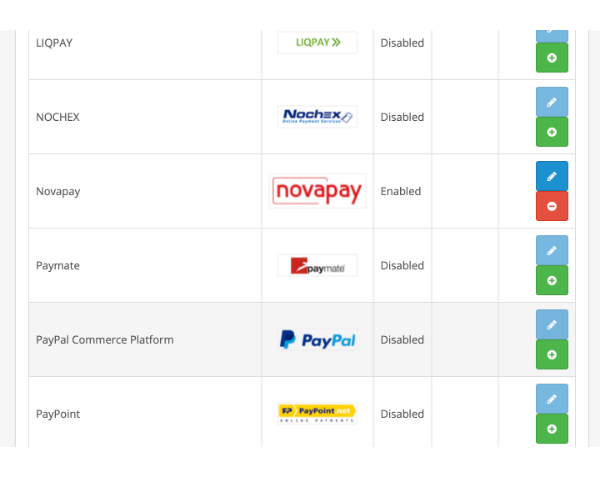 LIQPAY LIQPAY Disabled
NOCHEX Nochex Disabled
Online Payment Services
Novapay novapay Enabled
Paymate paymate Disabled
PayPal Commerce Platform PayPal Disabled
PayPoint PayPoint.net Disabled
ONLINE PAYMENTS